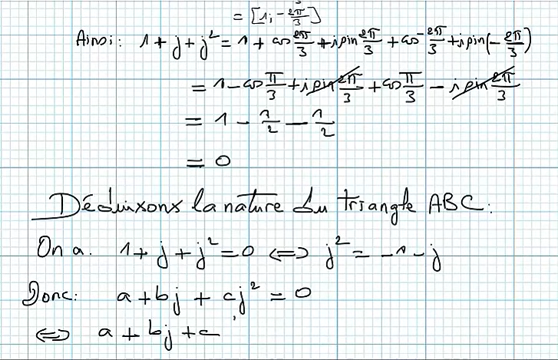 = [1, -2π/3]
Ainsi: 1 + j + j² = 1 + cos 2π/3 + i sin 2π/3 + cos -2π/3 + i sin(-2π/3)
= 1 - cos π/3 + i sin 2π/3 + cos π/3 - i sin 2π/3
= 1 - 1/2 - 1/2
= 0
Déduisons la nature du triangle ABC:
On a: 1 + j + j² = 0 ⟺ j² = -1 - j
Donc: a + bj + cj² = 0
⟺ a + bj + c